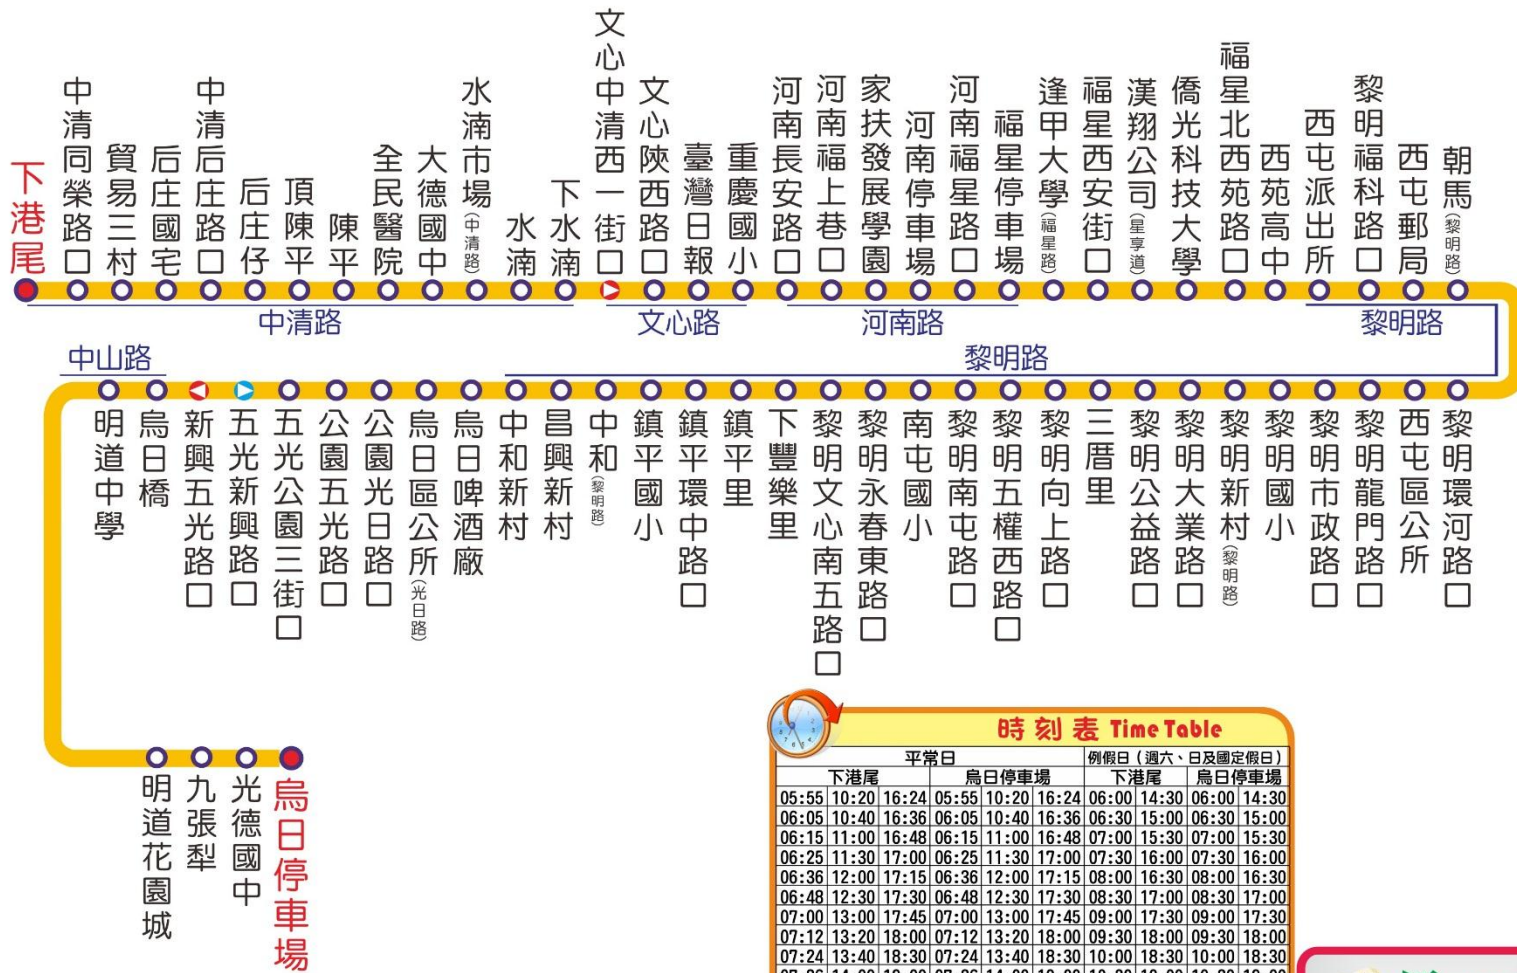 下港尾
中清同榮路口
貿易三村
后庄國宅
中清后庄路口
后庄仔
頂陳平
陳平
全民醫院
大德國中
水湳市場(中清路)
水湳
下水湳
文心中清西一街口
文心陝西路口
臺灣日報
重慶國小
河南長安路口
河南福上巷口
家扶發展學園
河南停車場
河南福星路口
福星停車場
逢甲大學(福星路)
福星西安街口
漢翔公司(星享道)
僑光科技大學
福星北西苑路口
西苑高中
西屯派出所
黎明福科路口
西屯郵局
朝馬(黎明路)
中清路
文心路
河南路
黎明路
中山路
黎明路
明道中學
烏日橋
新興五光路口
五光新興路口
五光公園三街口
公園五光路口
公園光日路口
烏日區公所(光日路)
烏日啤酒廠
中和新村
昌興新村
中和(黎明路)
鎮平國小
鎮平環中路口
鎮平里
下豐樂里
黎明文心南五路口
黎明永春東路口
南屯國小
黎明南屯路口
黎明五權西路口
黎明向上路口
三厝里
黎明公益路口
黎明大業路口
黎明新村(黎明路)
黎明國小
黎明市政路口
黎明龍門路口
西屯區公所
黎明環河路口
明道花園城
九張犁
光德國中
烏日停車場
時刻表 Time Table
平常日 例假日(週六、日及國定假日)
下港尾 烏日停車場 下港尾 烏日停車場
05:55 10:20 16:24 05:55 10:20 16:24 06:00 14:30 06:00 14:30
06:05 10:40 16:36 06:05 10:40 16:36 06:30 15:00 06:30 15:00
06:15 11:00 16:48 06:15 11:00 16:48 07:00 15:30 07:00 15:30
06:25 11:30 17:00 06:25 11:30 17:00 07:30 16:00 07:30 16:00
06:36 12:00 17:15 06:36 12:00 17:15 08:00 16:30 08:00 16:30
06:48 12:30 17:30 06:48 12:30 17:30 08:30 17:00 08:30 17:00
07:00 13:00 17:45 07:00 13:00 17:45 09:00 17:30 09:00 17:30
07:12 13:20 18:00 07:12 13:20 18:00 09:30 18:00 09:30 18:00
07:24 13:40 18:30 07:24 13:40 18:30 10:00 18:30 10:00 18:30